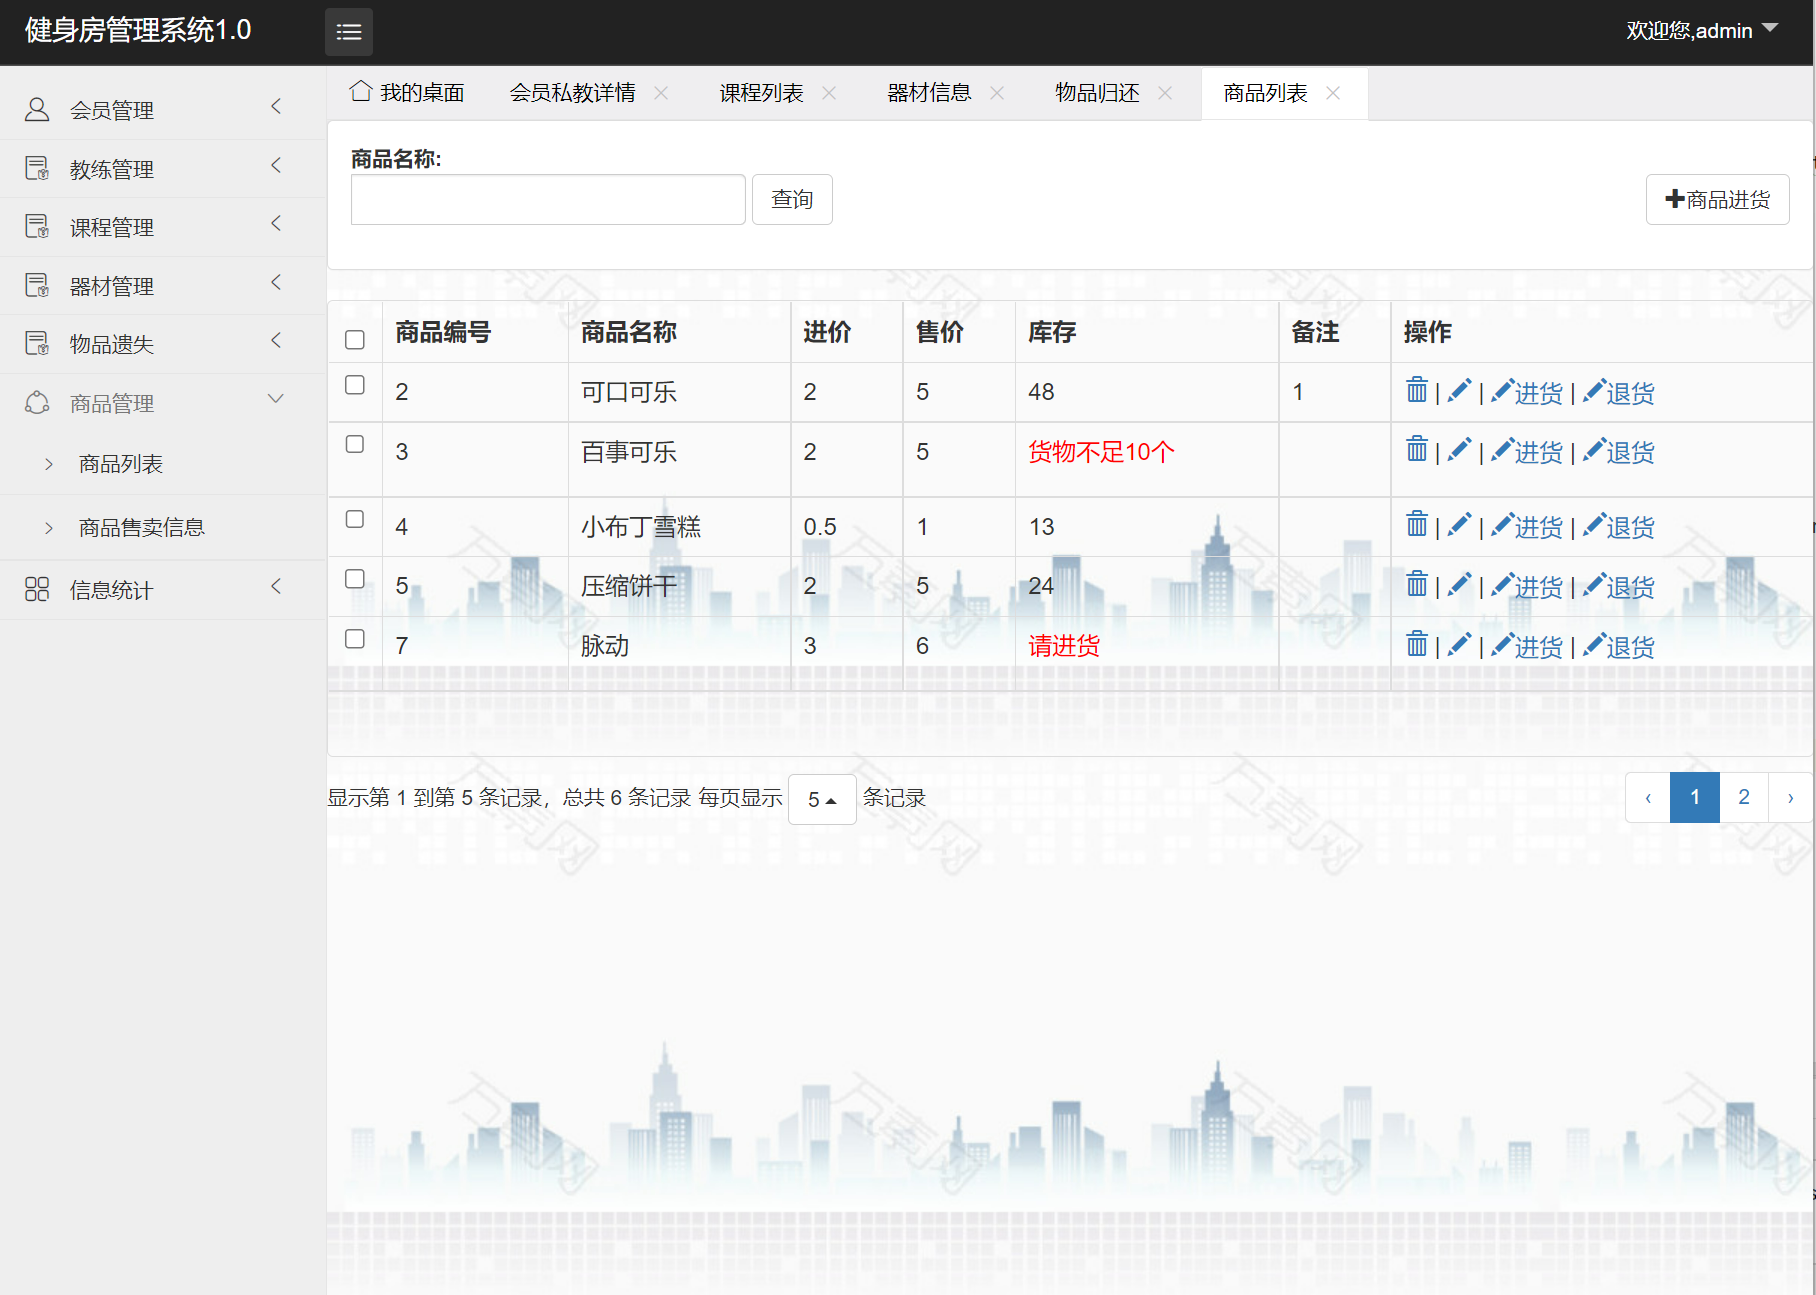 健身房管理系统1.0
欢迎您,admin
会员管理
教练管理
课程管理
器材管理
物品遗失
商品管理
商品列表
商品售卖信息
信息统计
我的桌面 会员私教详情 课程列表 器材信息 物品归还 商品列表
商品名称:
查询
商品进货
商品编号 商品名称 进价 售价 库存 备注 操作
2 可口可乐 2 5 48 1 | | 进货 | 退货
3 百事可乐 2 5 货物不足10个 | | 进货 | 退货
4 小布丁雪糕 0.5 1 13 | | 进货 | 退货
5 压缩饼干 2 5 24 | | 进货 | 退货
7 脉动 3 6 请进货 | | 进货 | 退货
显示第 1 到第 5 条记录，总共 6 条记录 每页显示 5 条记录
‹ 1 2 ›